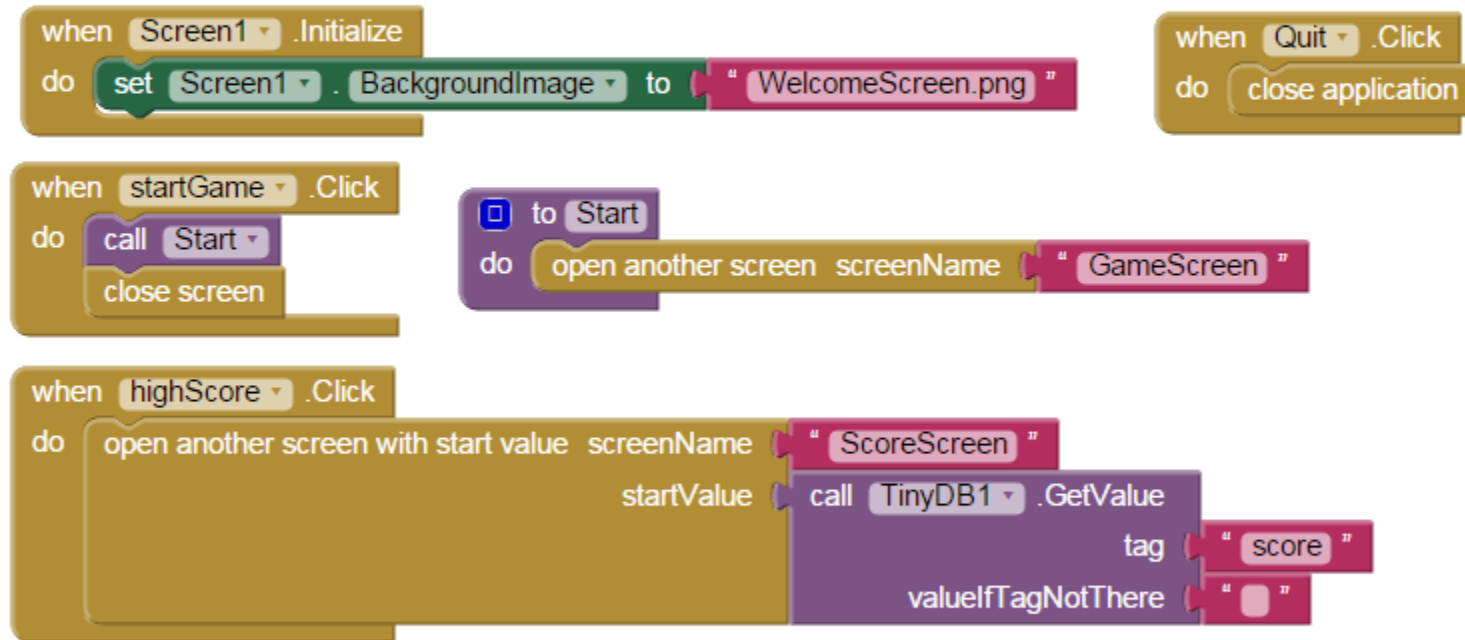 when Screen1 .Initialize
do set Screen1 . BackgroundImage to " WelcomeScreen.png "
when Quit .Click
do close application
when startGame .Click
do call Start
close screen
to Start
do open another screen screenName " GameScreen "
when highScore .Click
do open another screen with start value screenName " ScoreScreen "
startValue call TinyDB1 .GetValue
tag " score "
valueIfTagNotThere " "